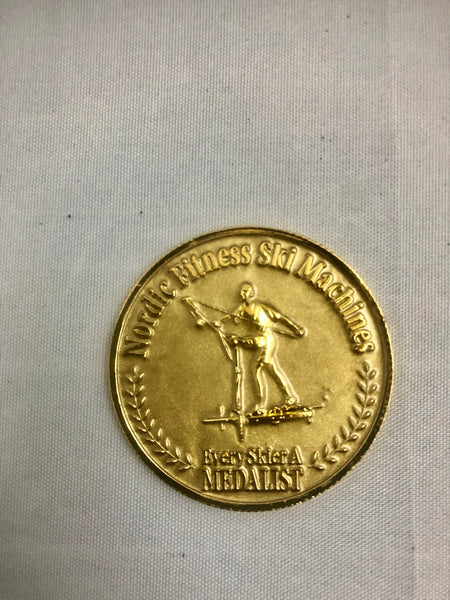 Nordic Fitness Ski Machines
Every Skier A
MEDALIST